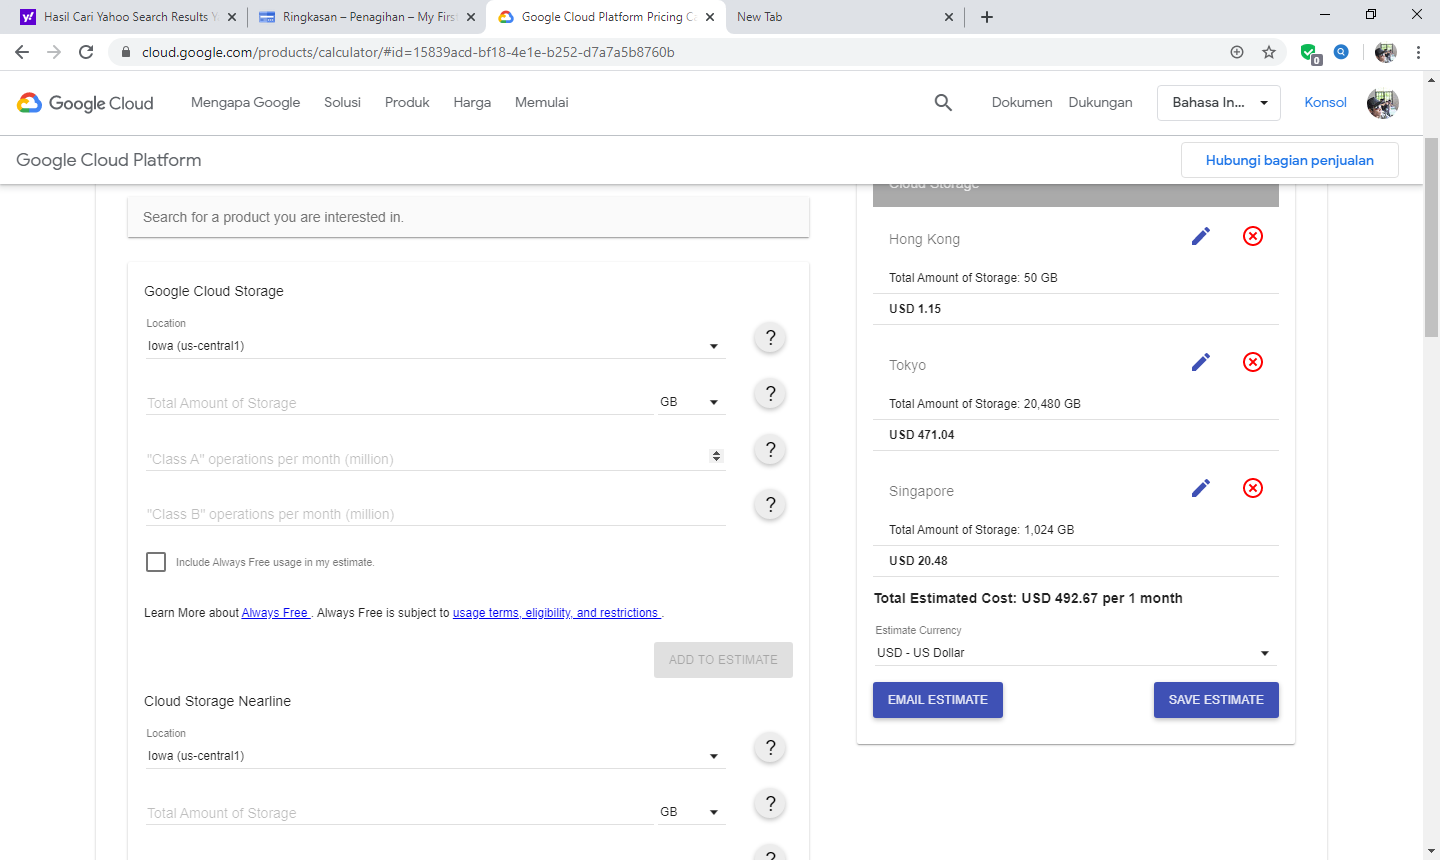 Hasil Cari Yahoo Search Results Y
Ringkasan – Penagihan – My Firs
Google Cloud Platform Pricing Ca
New Tab
cloud.google.com/products/calculator/#id=15839acd-bf18-4e1e-b252-d7a7a5b8760b
0
Google Cloud
Mengapa Google
Solusi
Produk
Harga
Memulai
Dokumen
Dukungan
Bahasa In...
Konsol
Google Cloud Platform
Hubungi bagian penjualan
Search for a product you are interested in.
Google Cloud Storage
Location
Iowa (us-central1)
?
Total Amount of Storage
GB
?
"Class A" operations per month (million)
?
"Class B" operations per month (million)
?
Include Always Free usage in my estimate.
Learn More about Always Free . Always Free is subject to usage terms, eligibility, and restrictions .
ADD TO ESTIMATE
Cloud Storage Nearline
Location
Iowa (us-central1)
?
Total Amount of Storage
GB
?
?
Cloud Storage
Hong Kong
Total Amount of Storage: 50 GB
USD 1.15
Tokyo
Total Amount of Storage: 20,480 GB
USD 471.04
Singapore
Total Amount of Storage: 1,024 GB
USD 20.48
Total Estimated Cost: USD 492.67 per 1 month
Estimate Currency
USD - US Dollar
EMAIL ESTIMATE
SAVE ESTIMATE